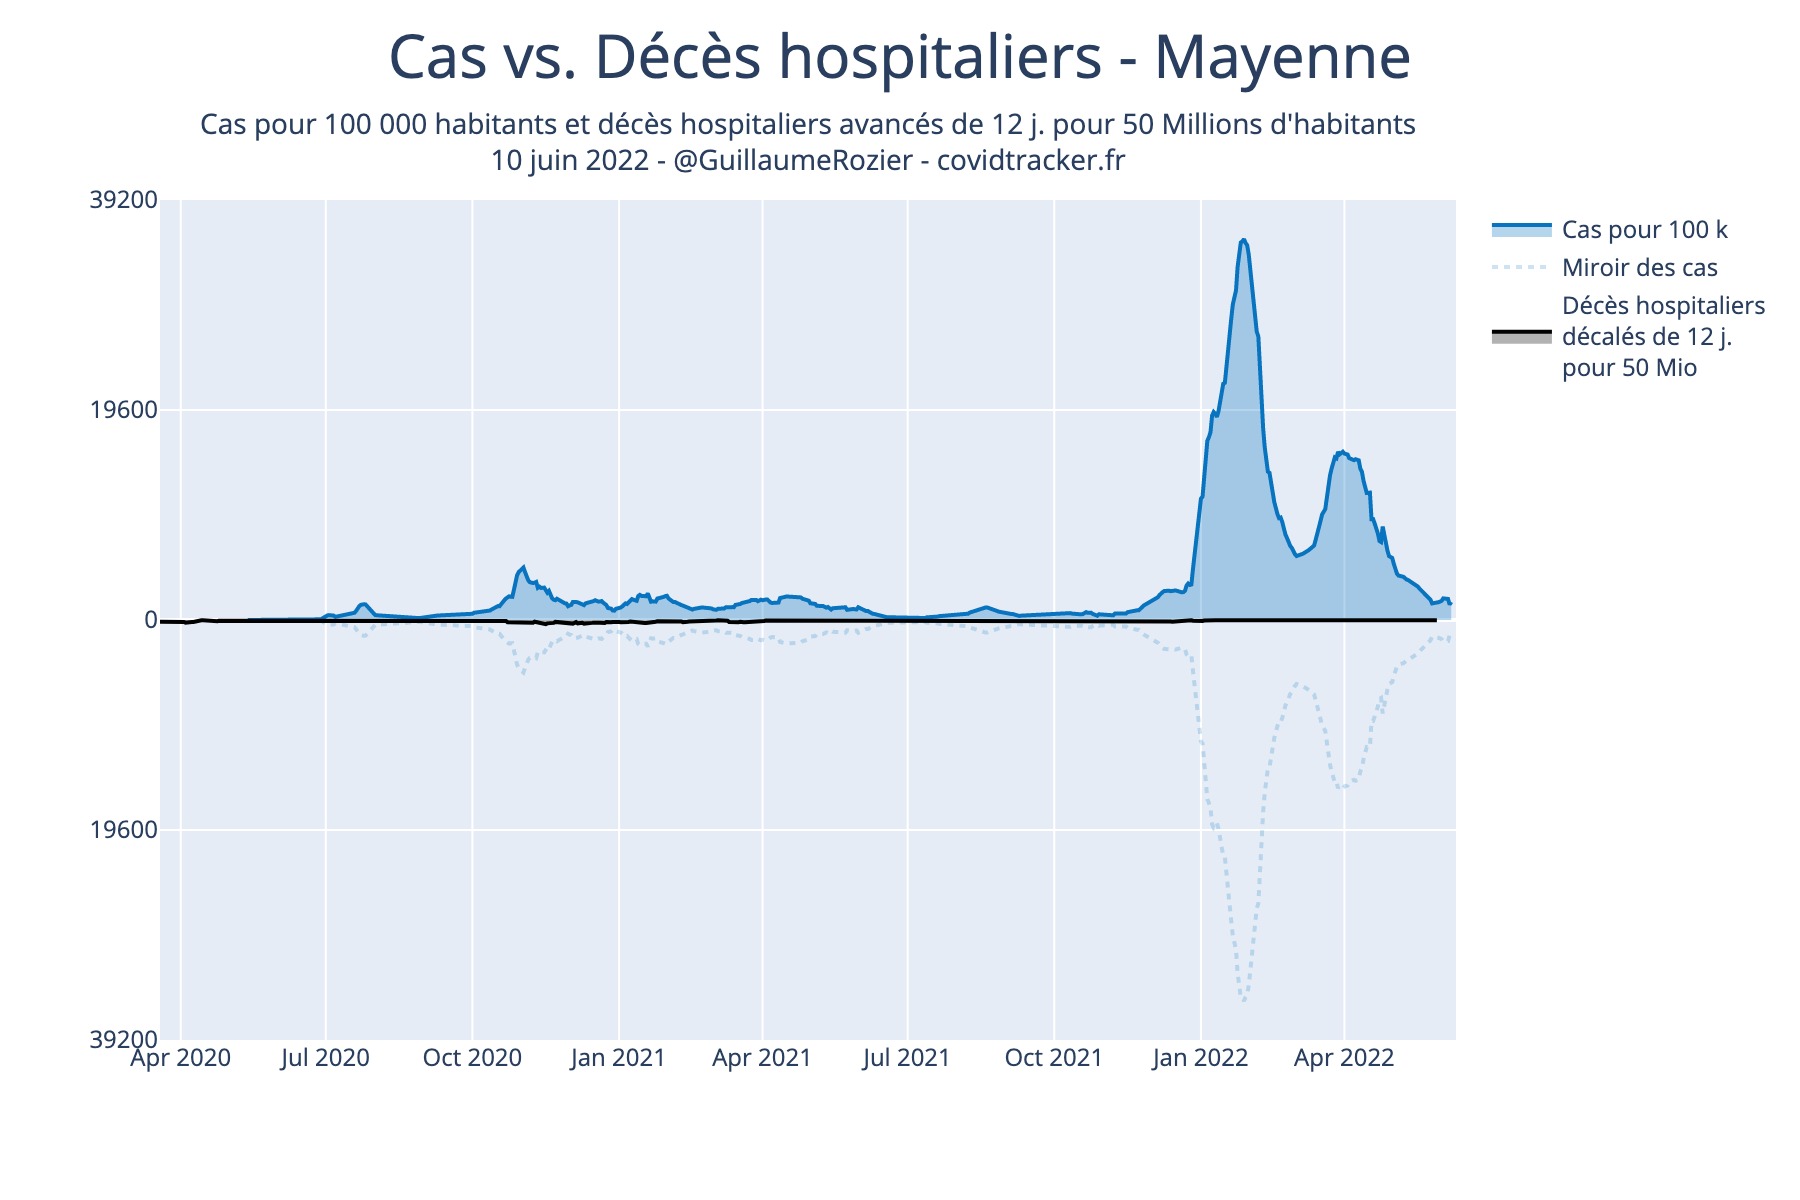 Cas vs. Décès hospitaliers - Mayenne
Cas pour 100 000 habitants et décès hospitaliers avancés de 12 j. pour 50 Millions d'habitants
10 juin 2022 - @GuillaumeRozier - covidtracker.fr
39200
19600
0
19600
39200
Apr 2020
Jul 2020
Oct 2020
Jan 2021
Apr 2021
Jul 2021
Oct 2021
Jan 2022
Apr 2022
Cas pour 100 k
Miroir des cas
Décès hospitaliers
décalés de 12 j.
pour 50 Mio